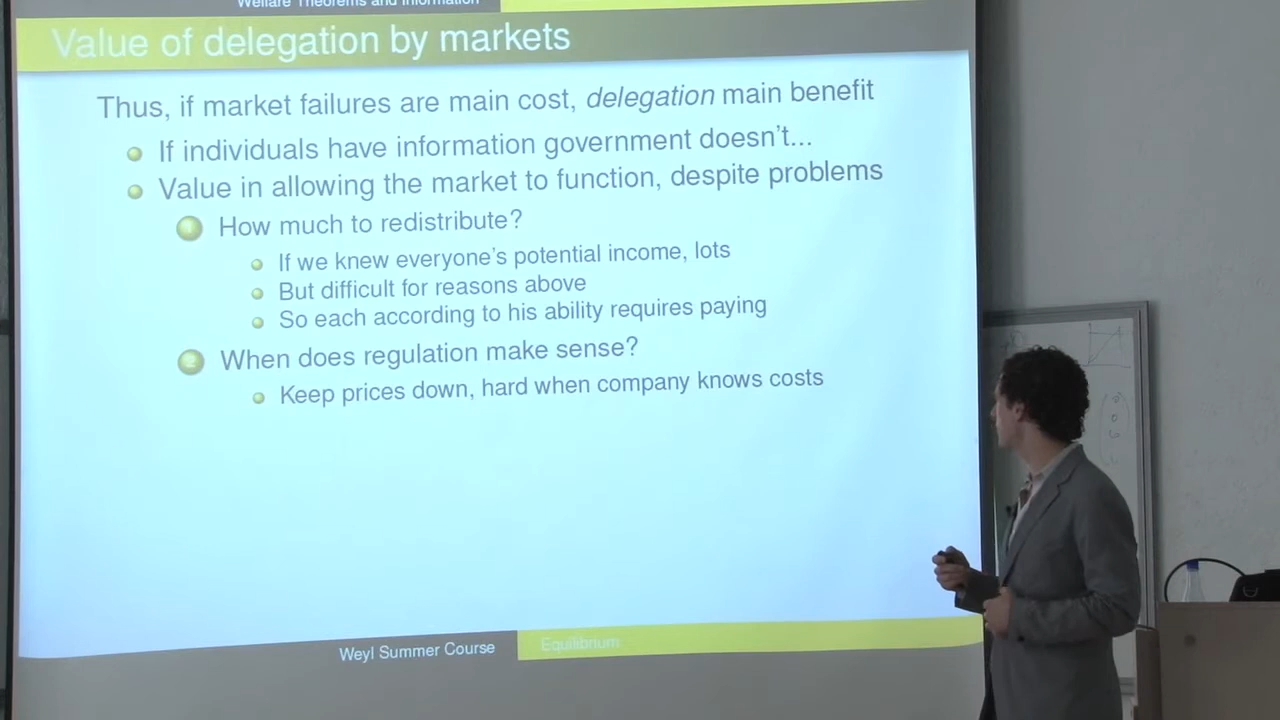 Welfare Theorems and Information
Value of delegation by markets
Thus, if market failures are main cost, delegation main benefit
If individuals have information government doesn't...
Value in allowing the market to function, despite problems
1 How much to redistribute?
If we knew everyone's potential income, lots
But difficult for reasons above
So each according to his ability requires paying
2 When does regulation make sense?
Keep prices down, hard when company knows costs
Weyl Summer Course
Equilibrium